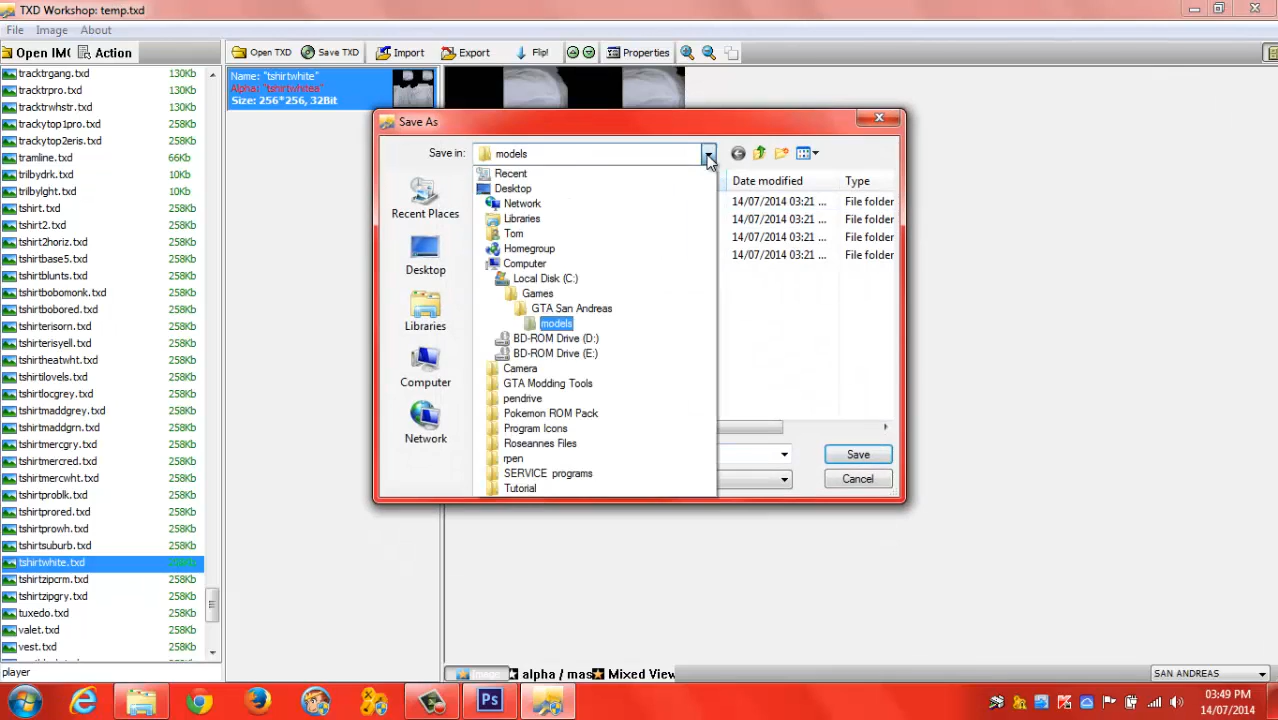 TXD Workshop: temp.txd
File Image About
Open IMG Action
Open TXD Save TXD Import Export Flip! Properties
tracktrgang.txd 130Kb
tracktrpro.txd 130Kb
tracktrwhstr.txd 130Kb
trackytop1pro.txd 258Kb
trackytop2eris.txd 258Kb
tramline.txd 66Kb
trilbydrk.txd 130Kb
trilbylght.txd 130Kb
tshirt.txd 258Kb
tshirt2.txd 258Kb
tshirt2horiz.txd 258Kb
tshirtbase5.txd 258Kb
tshirtblunts.txd 258Kb
tshirtbobomonk.txd 258Kb
tshirtbobored.txd 258Kb
tshirterisorn.txd 258Kb
tshirterisyell.txd 258Kb
tshirtheatwht.txd 258Kb
tshirtilovels.txd 258Kb
tshirtlocgrey.txd 258Kb
tshirtmaddgrey.txd 258Kb
tshirtmaddgrn.txd 258Kb
tshirtmercgry.txd 258Kb
tshirtmercred.txd 258Kb
tshirtmercwht.txd 258Kb
tshirtproblk.txd 258Kb
tshirtprored.txd 258Kb
tshirtprowh.txd 258Kb
tshirtsuburb.txd 258Kb
tshirtwhite.txd
tshirtzipcrm.txd 258Kb
tshirtzipgry.txd 258Kb
tuxedo.txd 258Kb
valet.txd 258Kb
vest.txd 258Kb
player
Name: "tshirtwhite"
Alpha: "tshirtwhitea"
Size: 256*256, 32Bit
Save As
Save in: models
Recent Places
Desktop
Libraries
Computer
Network
Recent
Desktop
Network
Libraries
Tom
Homegroup
Computer
Local Disk (C:)
Games
GTA San Andreas
models
BD-ROM Drive (D:)
BD-ROM Drive (E:)
Camera
GTA Modding Tools
pendrive
Pokemon ROM Pack
Program Icons
Roseannes Files
rpen
SERVICE programs
Tutorial
Date modified Type
14/07/2014 03:21 ... File folder
14/07/2014 03:21 ... File folder
14/07/2014 03:21 ... File folder
14/07/2014 03:21 ... File folder
Save
Cancel
Image alpha / mas Mixed View
SAN ANDREAS
Ps
03:49 PM
14/07/2014